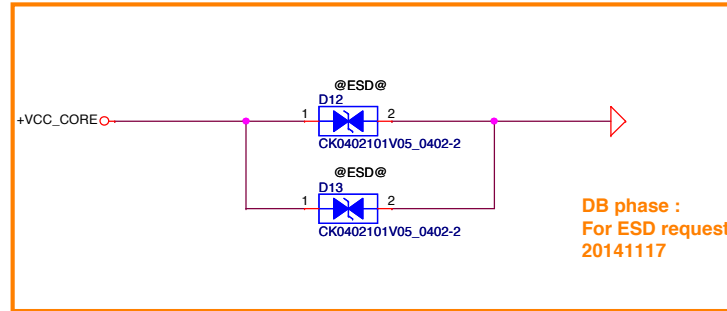 @ESD@
D12
1 2
+VCC_CORE
CK0402101V05_0402-2
@ESD@
D13
1 2
CK0402101V05_0402-2
DB phase :
For ESD request
20141117